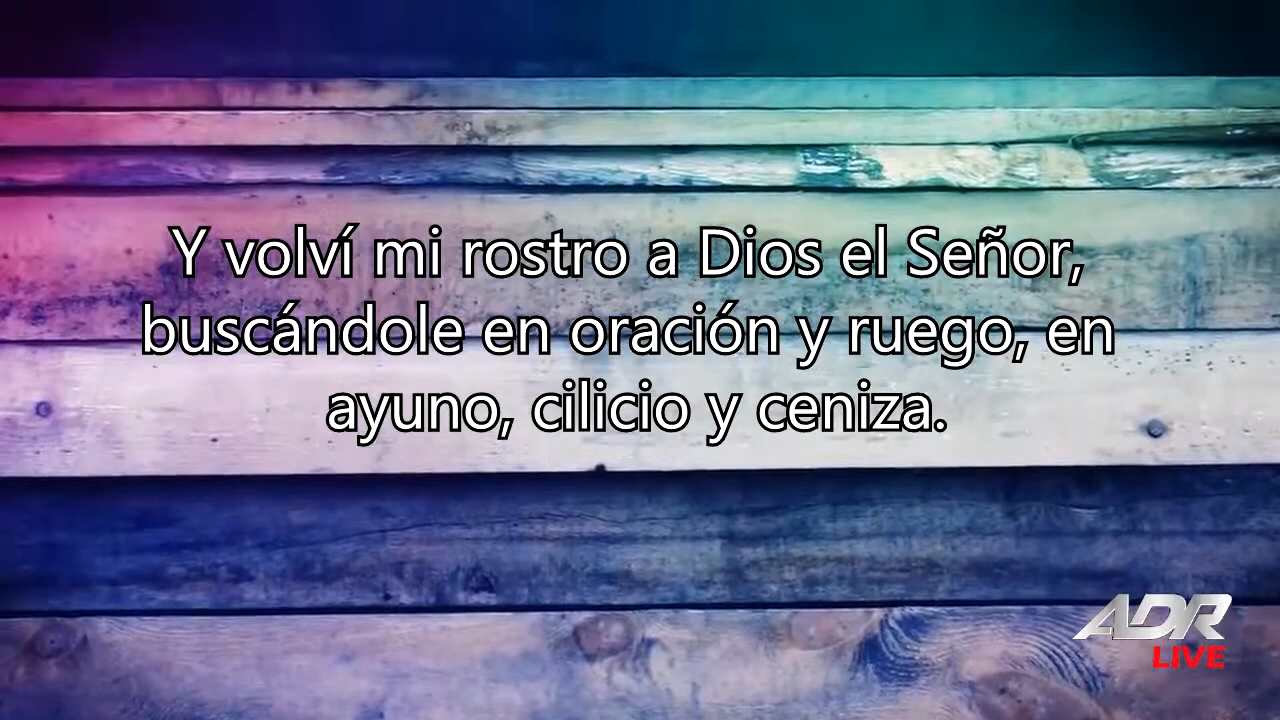 Y volví mi rostro a Dios el Señor,
buscándole en oración y ruego, en
ayuno, cilicio y ceniza.
ADR
LIVE